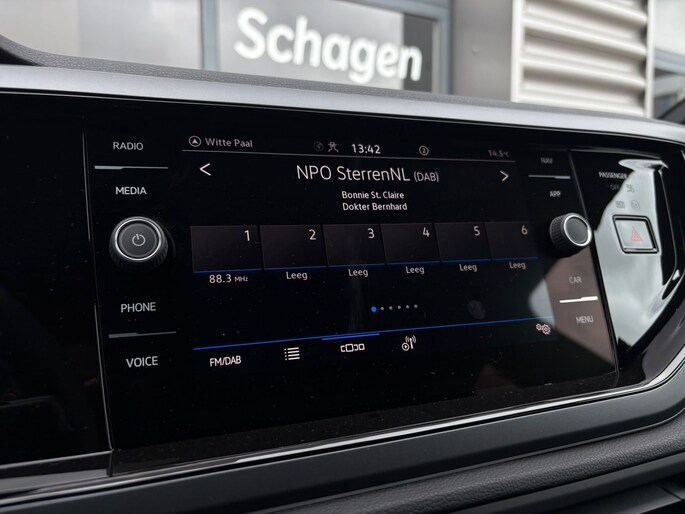 Schagen
RADIO
MEDIA
PHONE
VOICE
Witte Paal
13:42
2
14.5°C
NPO SterrenNL (DAB)
Bonnie St. Claire
Dokter Bernhard
1 2 3 4 5 6
88.3 MHz Leeg Leeg Leeg Leeg Leeg
FM/DAB
NAV
APP
CAR
MENU
PASSENGER
OFF